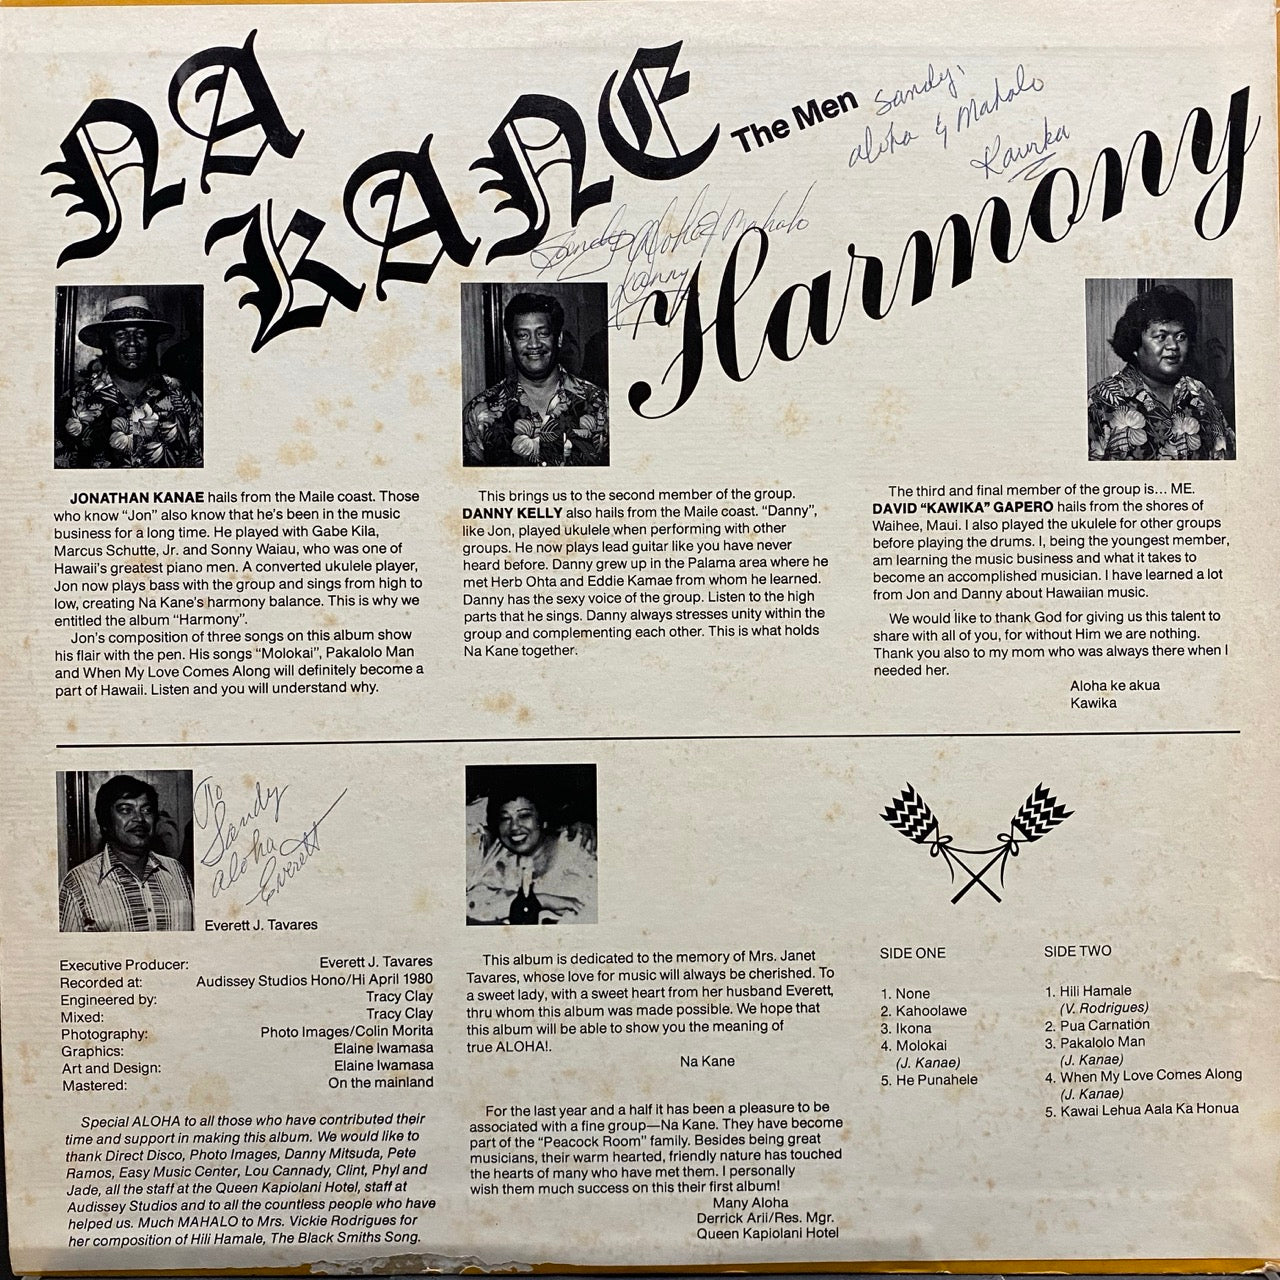 NA
KANE
The Men
Sandy,
aloha & Mahalo
Kawika
Harmony
Sandy Aloha & Mahalo
Danny
JONATHAN KANAE hails from the Maile coast. Those
who know “Jon” also know that he’s been in the music
business for a long time. He played with Gabe Kila,
Marcus Schutte, Jr. and Sonny Waiau, who was one of
Hawaii’s greatest piano men. A converted ukulele player,
Jon now plays bass with the group and sings from high to
low, creating Na Kane’s harmony balance. This is why we
entitled the album “Harmony”.
Jon’s composition of three songs on this album show
his flair with the pen. His songs “Molokai”, Pakalolo Man
and When My Love Comes Along will definitely become a
part of Hawaii. Listen and you will understand why.
This brings us to the second member of the group.
DANNY KELLY also hails from the Maile coast. “Danny”,
like Jon, played ukulele when performing with other
groups. He now plays lead guitar like you have never
heard before. Danny grew up in the Palama area where he
met Herb Ohta and Eddie Kamae from whom he learned.
Danny has the sexy voice of the group. Listen to the high
parts that he sings. Danny always stresses unity within the
group and complementing each other. This is what holds
Na Kane together.
The third and final member of the group is... ME.
DAVID “KAWIKA” GAPERO hails from the shores of
Waihee, Maui. I also played the ukulele for other groups
before playing the drums. I, being the youngest member,
am learning the music business and what it takes to
become an accomplished musician. I have learned a lot
from Jon and Danny about Hawaiian music.
We would like to thank God for giving us this talent to
share with all of you, for without Him we are nothing.
Thank you also to my mom who was always there when I
needed her.
Aloha ke akua
Kawika
To
Sandy
aloha
Everett
Everett J. Tavares
Executive Producer: Everett J. Tavares
Recorded at: Audissey Studios Hono/Hi April 1980
Engineered by: Tracy Clay
Mixed: Tracy Clay
Photography: Photo Images/Colin Morita
Graphics: Elaine Iwamasa
Art and Design: Elaine Iwamasa
Mastered: On the mainland
Special ALOHA to all those who have contributed their
time and support in making this album. We would like to
thank Direct Disco, Photo Images, Danny Mitsuda, Pete
Ramos, Easy Music Center, Lou Cannady, Clint, Phyl and
Jade, all the staff at the Queen Kapiolani Hotel, staff at
Audissey Studios and to all the countless people who have
helped us. Much MAHALO to Mrs. Vickie Rodrigues for
her composition of Hili Hamale, The Black Smiths Song.
This album is dedicated to the memory of Mrs. Janet
Tavares, whose love for music will always be cherished. To
a sweet lady, with a sweet heart from her husband Everett,
thru whom this album was made possible. We hope that
this album will be able to show you the meaning of
true ALOHA!.
Na Kane
For the last year and a half it has been a pleasure to be
associated with a fine group—Na Kane. They have become
part of the “Peacock Room” family. Besides being great
musicians, their warm hearted, friendly nature has touched
the hearts of many who have met them. I personally
wish them much success on this their first album!
Many Aloha
Derrick Arii/Res. Mgr.
Queen Kapiolani Hotel
SIDE ONE
1. None
2. Kahoolawe
3. Ikona
4. Molokai
(J. Kanae)
5. He Punahele
SIDE TWO
1. Hili Hamale
(V. Rodrigues)
2. Pua Carnation
3. Pakalolo Man
(J. Kanae)
4. When My Love Comes Along
(J. Kanae)
5. Kawai Lehua Aala Ka Honua